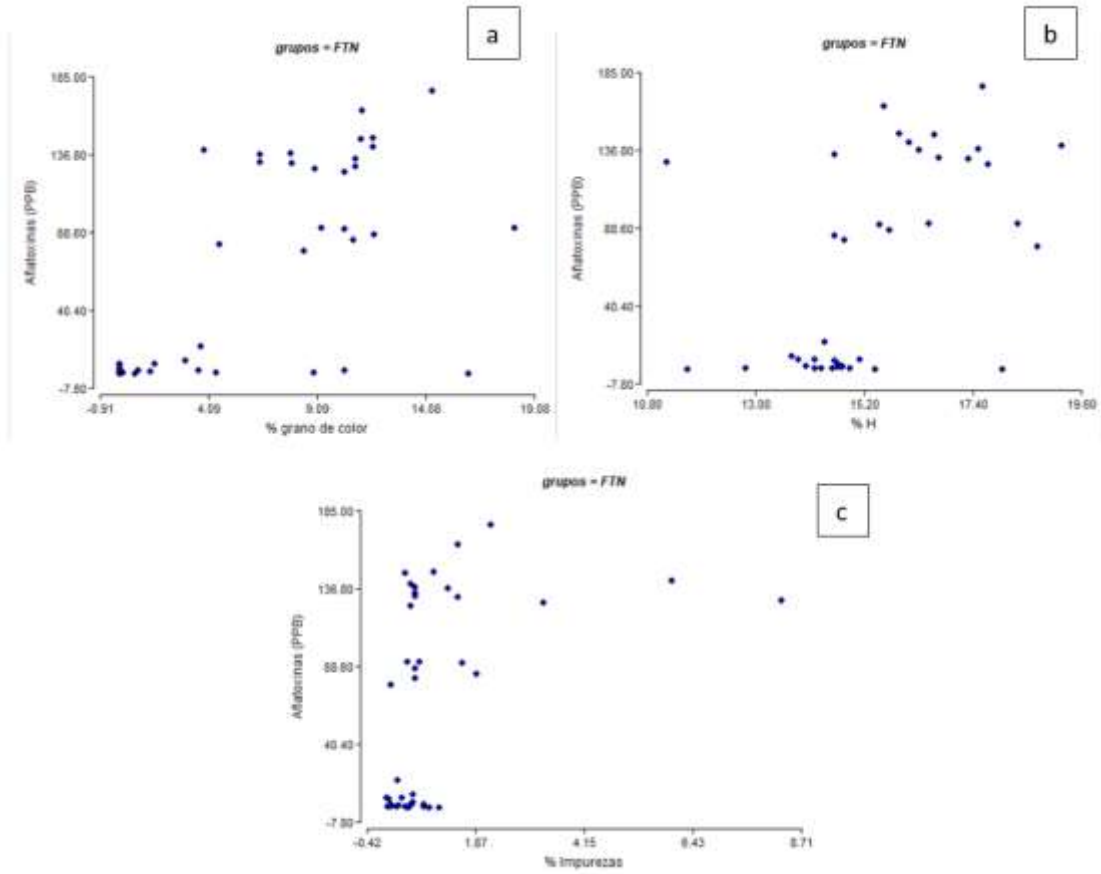 a
grupos = FTN
185.00
136.80
88.60
40.40
-7.80
Aflatoxinas (PPB)
-0.91
4.09
9.09
14.08
19.08
% grano de color
b
grupos = FTN
185.00
136.80
88.60
40.40
-7.80
Aflatoxinas (PPB)
10.80
13.00
15.20
17.40
19.60
% H
c
grupos = FTN
185.00
136.80
88.60
40.40
-7.80
Aflatoxinas (PPB)
-0.42
1.87
4.15
6.43
8.71
% Impurezas